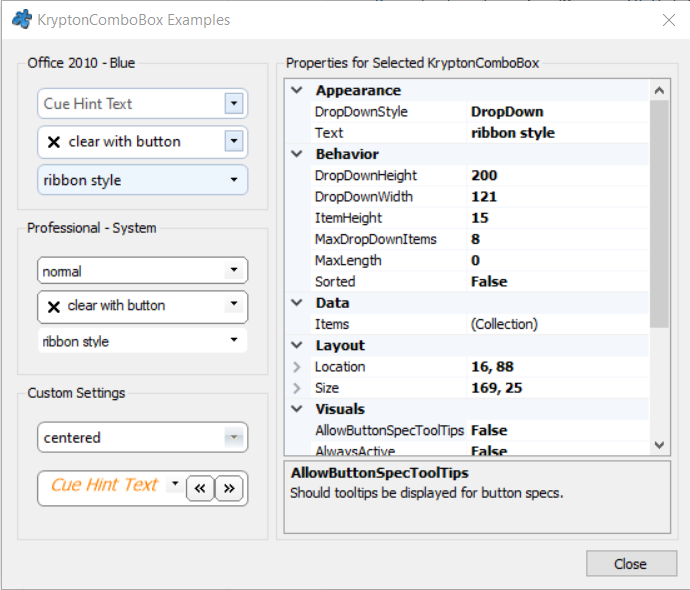 KryptonComboBox Examples
Office 2010 - Blue
Cue Hint Text
clear with button
ribbon style
Professional - System
normal
clear with button
ribbon style
Custom Settings
centered
Cue Hint Text
Properties for Selected KryptonComboBox
Appearance
DropDownStyle DropDown
Text ribbon style
Behavior
DropDownHeight 200
DropDownWidth 121
ItemHeight 15
MaxDropDownItems 8
MaxLength 0
Sorted False
Data
Items (Collection)
Layout
Location 16, 88
Size 169, 25
Visuals
AllowButtonSpecToolTips False
AlwaysActive False
AllowButtonSpecToolTips
Should tooltips be displayed for button specs.
Close